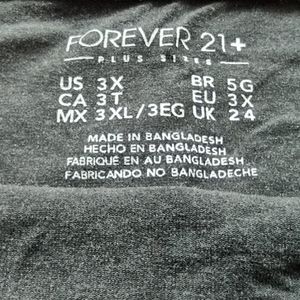 FOREVER 21+
PLUS SIZES
US 3X BR 5G
CA 3T EU 3X
MX 3XL/3EG UK 24
MADE IN BANGLADESH
HECHO EN BANGLADESH
FABRIQUÉ EN AU BANGLADESH
FABRICANDO NO BANGLADECHE